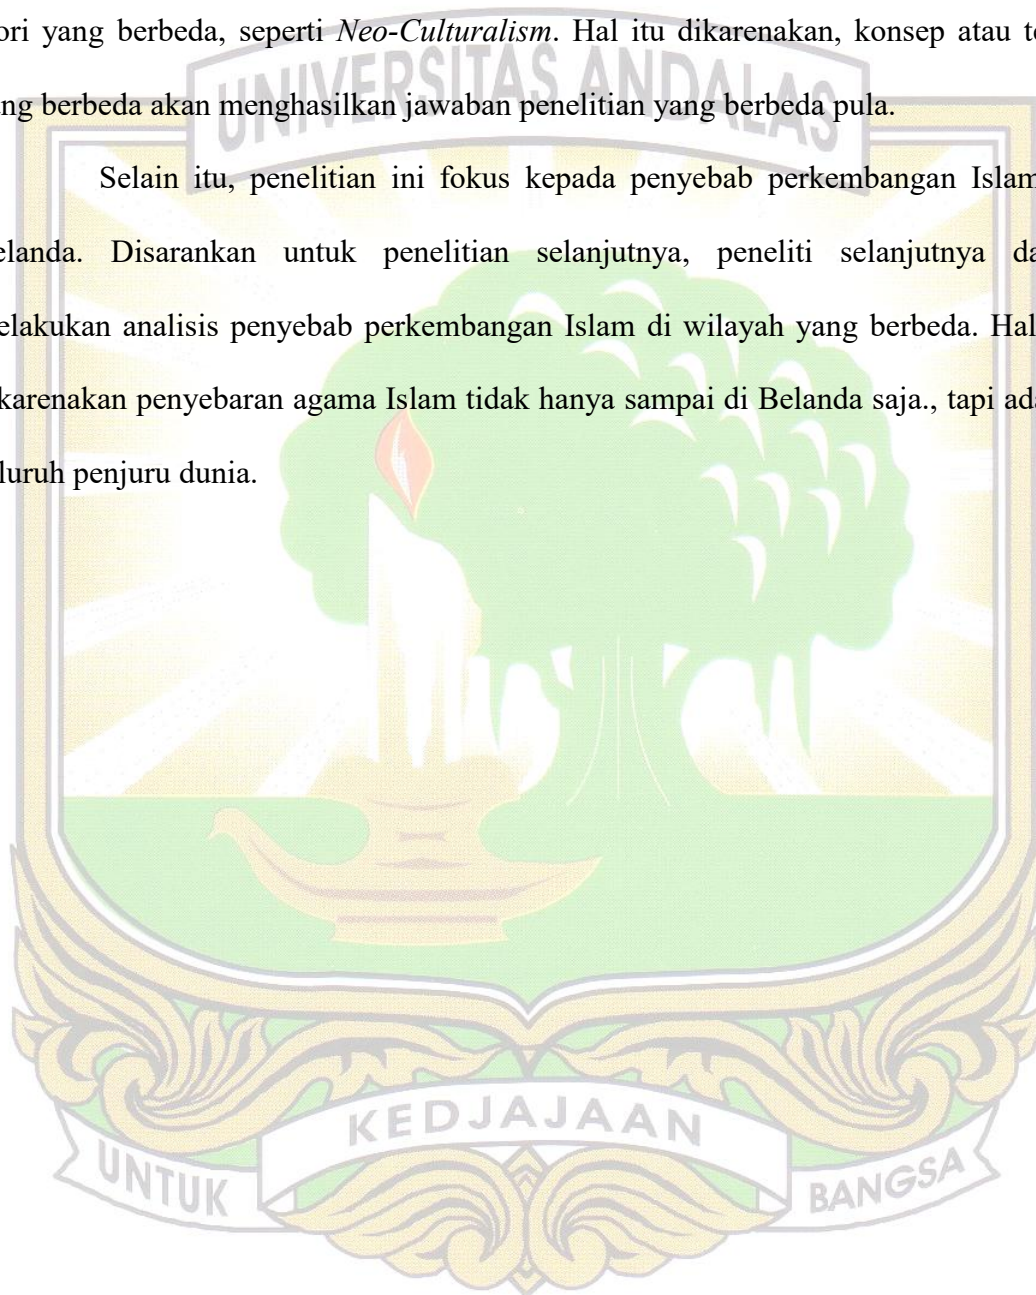 ori yang berbeda, seperti Neo-Culturalism. Hal itu dikarenakan, konsep atau te
UNIVERSITAS ANDALAS
ang berbeda akan menghasilkan jawaban penelitian yang berbeda pula.
Selain itu, penelitian ini fokus kepada penyebab perkembangan Islam
elanda. Disarankan untuk penelitian selanjutnya, peneliti selanjutnya da
elakukan analisis penyebab perkembangan Islam di wilayah yang berbeda. Hal
karenakan penyebaran agama Islam tidak hanya sampai di Belanda saja., tapi ada
luruh penjuru dunia.
UNTUK KEDJAJAAN BANGSA